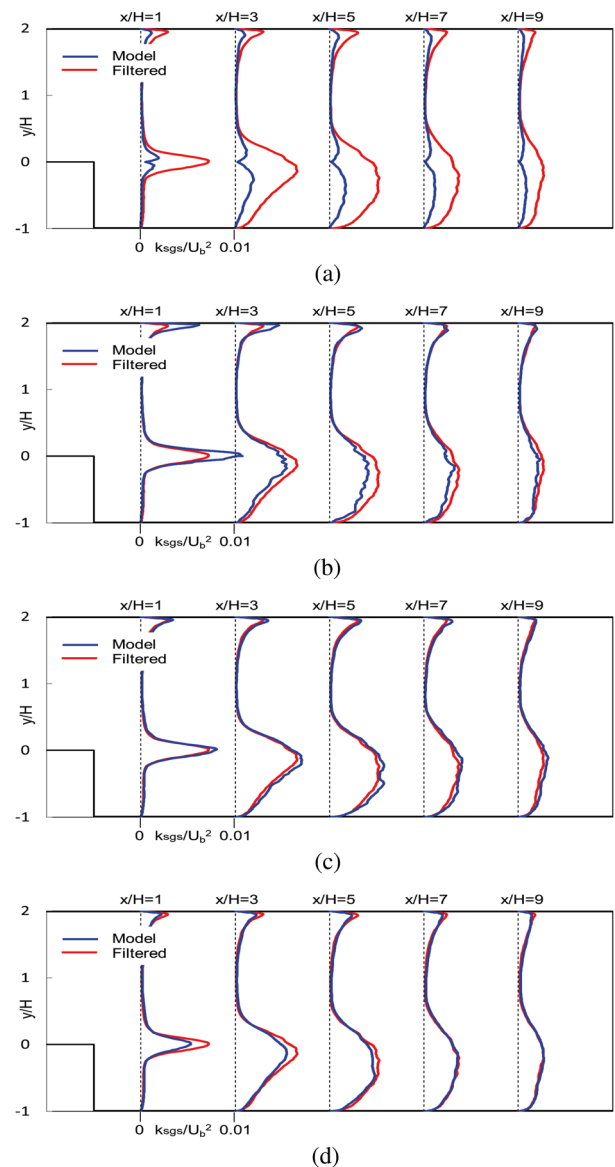 x/H=1 x/H=3 x/H=5 x/H=7 x/H=9
2
Model
Filtered
1
y/H
0
-1
0 ksgs/Ub² 0.01
(a)
x/H=1 x/H=3 x/H=5 x/H=7 x/H=9
2
Model
Filtered
1
y/H
0
-1
0 ksgs/Ub² 0.01
(b)
x/H=1 x/H=3 x/H=5 x/H=7 x/H=9
2
Model
Filtered
1
y/H
0
-1
0 ksgs/Ub² 0.01
(c)
x/H=1 x/H=3 x/H=5 x/H=7 x/H=9
2
Model
Filtered
1
y/H
0
-1
0 ksgs/Ub² 0.01
(d)